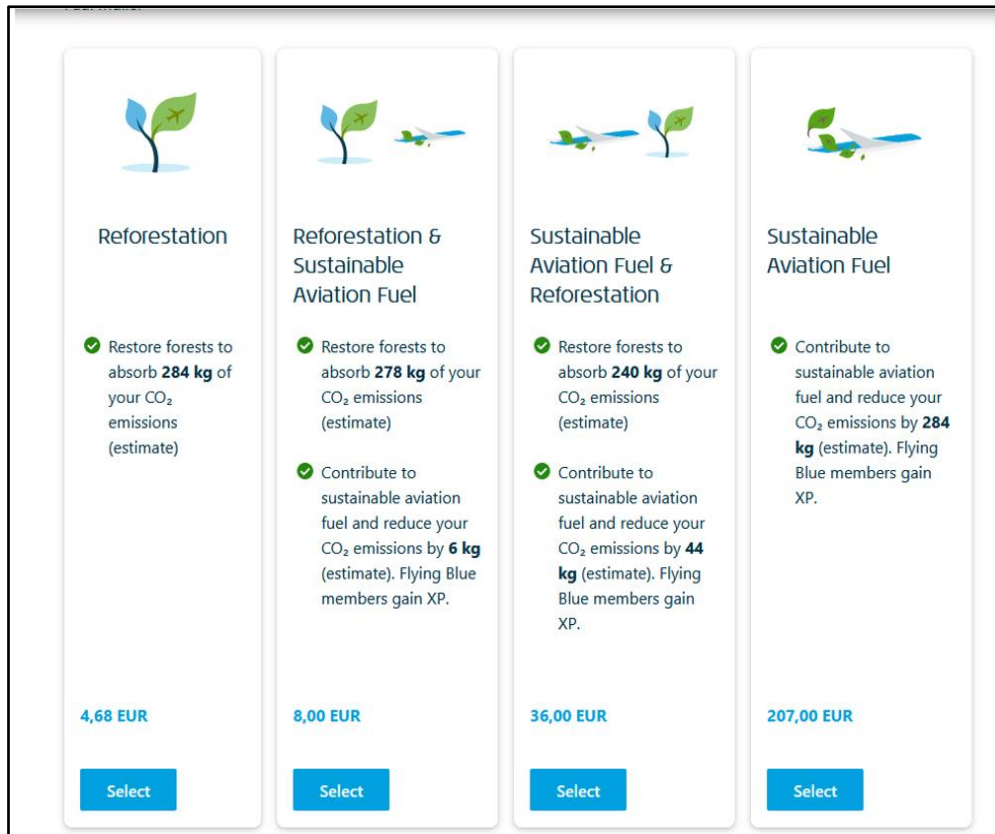 Reforestation
Restore forests to
absorb 284 kg of
your CO₂
emissions
(estimate)
4,68 EUR
Select
Reforestation &
Sustainable
Aviation Fuel
Restore forests to
absorb 278 kg of your
CO₂ emissions
(estimate)
Contribute to
sustainable aviation
fuel and reduce your
CO₂ emissions by 6 kg
(estimate). Flying Blue
members gain XP.
8,00 EUR
Select
Sustainable
Aviation Fuel &
Reforestation
Restore forests to
absorb 240 kg of your
CO₂ emissions
(estimate)
Contribute to
sustainable aviation
fuel and reduce your
CO₂ emissions by 44
kg (estimate). Flying
Blue members gain
XP.
36,00 EUR
Select
Sustainable
Aviation Fuel
Contribute to
sustainable aviation
fuel and reduce your
CO₂ emissions by 284
kg (estimate). Flying
Blue members gain
XP.
207,00 EUR
Select